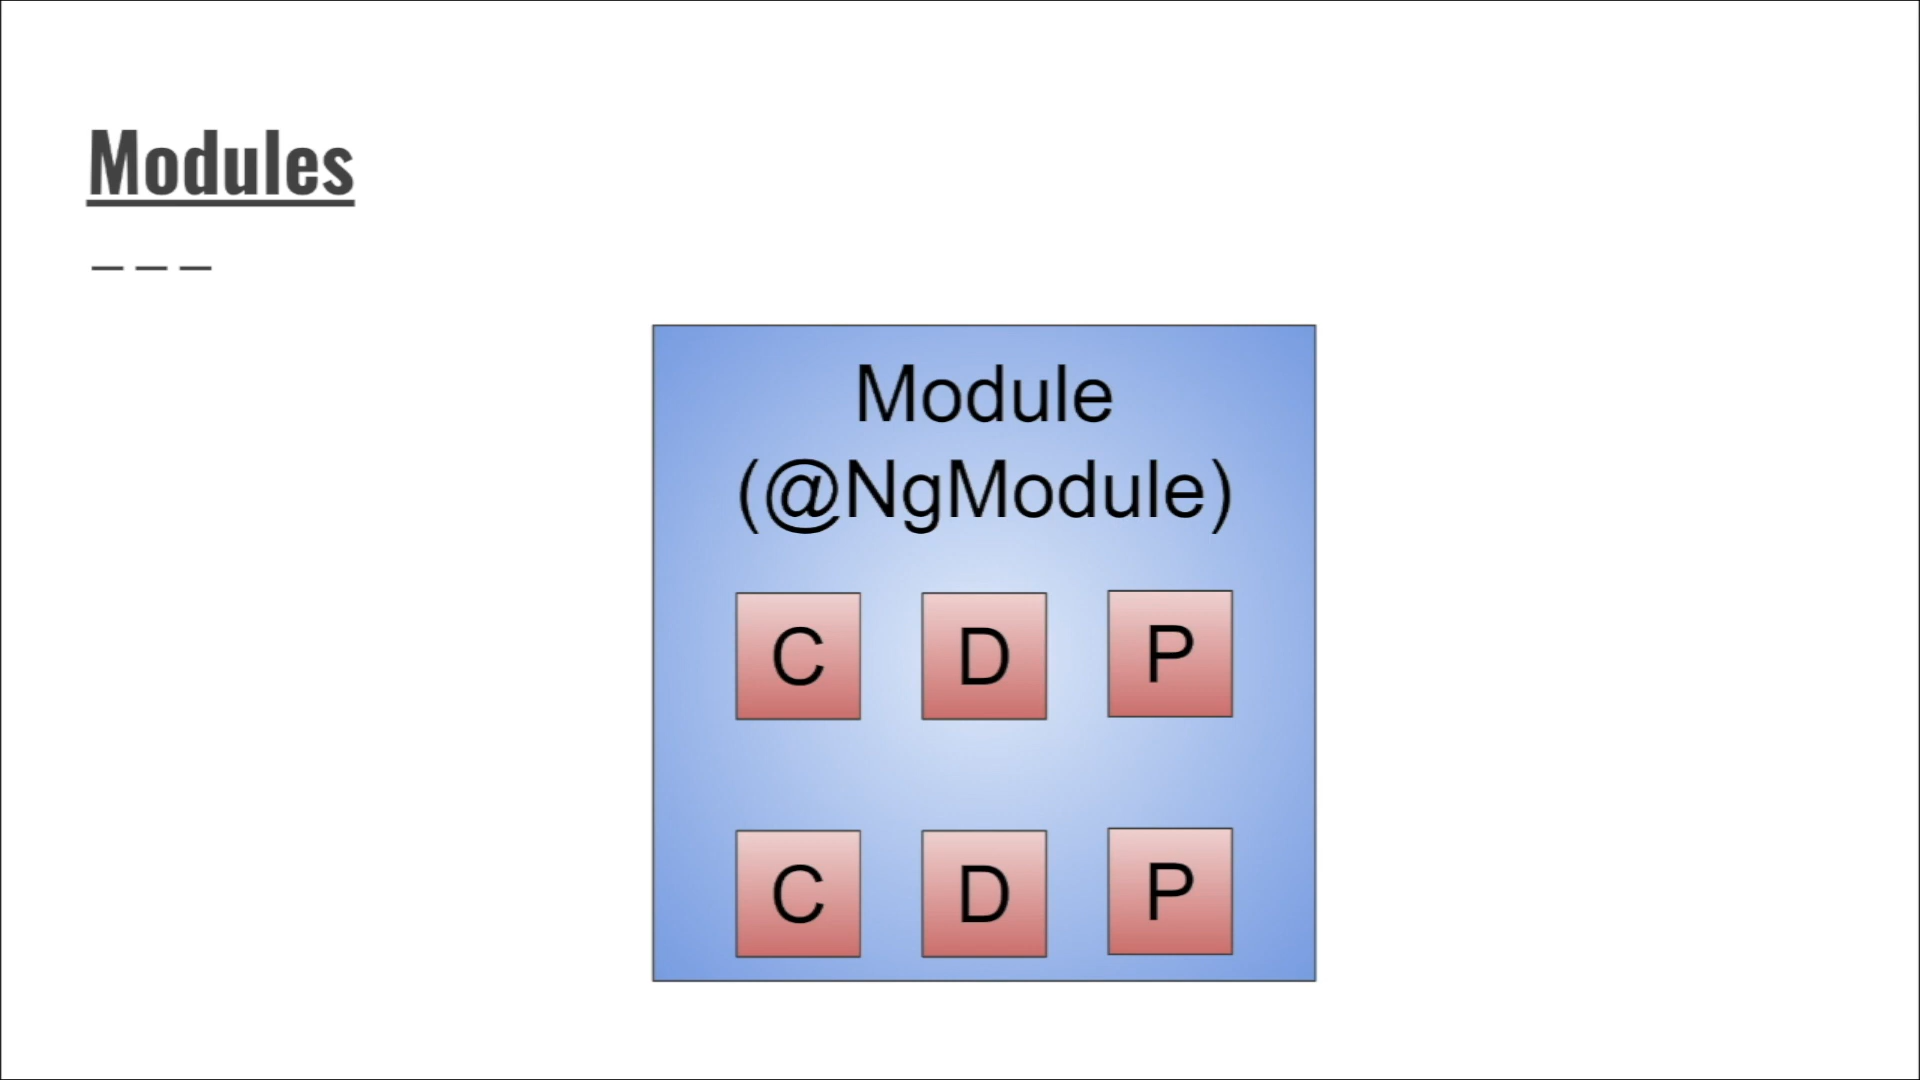 Modules
Module
(@NgModule)
C D P
C D P